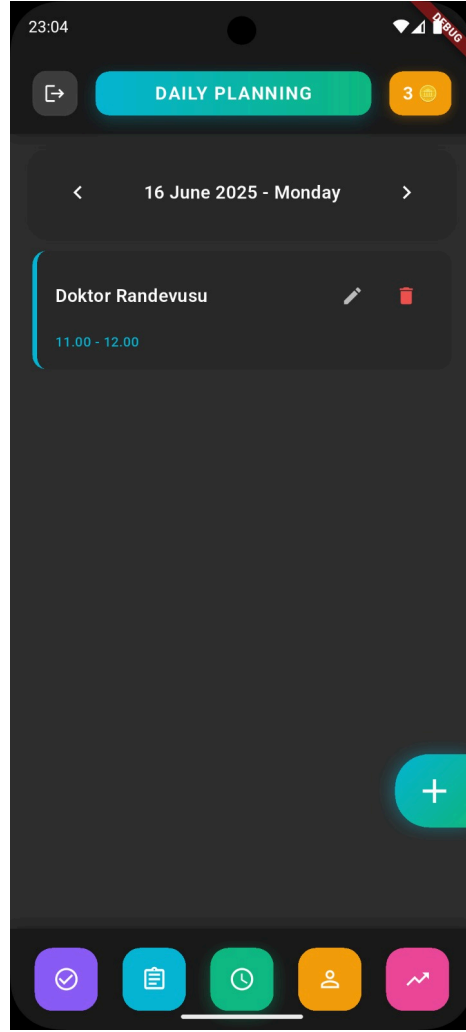 23:04
DEBUG
DAILY PLANNING
3
16 June 2025 - Monday
Doktor Randevusu
11.00 - 12.00